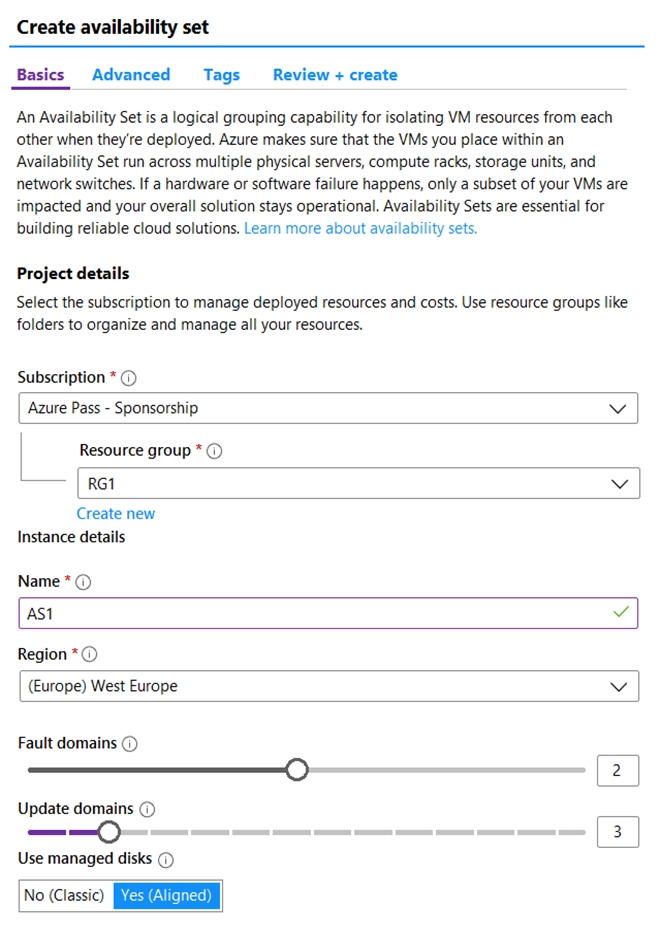 Create availability set
Basics Advanced Tags Review + create
An Availability Set is a logical grouping capability for isolating VM resources from each
other when they're deployed. Azure makes sure that the VMs you place within an
Availability Set run across multiple physical servers, compute racks, storage units, and
network switches. If a hardware or software failure happens, only a subset of your VMs are
impacted and your overall solution stays operational. Availability Sets are essential for
building reliable cloud solutions. Learn more about availability sets.
Project details
Select the subscription to manage deployed resources and costs. Use resource groups like
folders to organize and manage all your resources.
Subscription *
Azure Pass - Sponsorship
Resource group *
RG1
Create new
Instance details
Name *
AS1
Region *
(Europe) West Europe
Fault domains
2
Update domains
3
Use managed disks
No (Classic) Yes (Aligned)